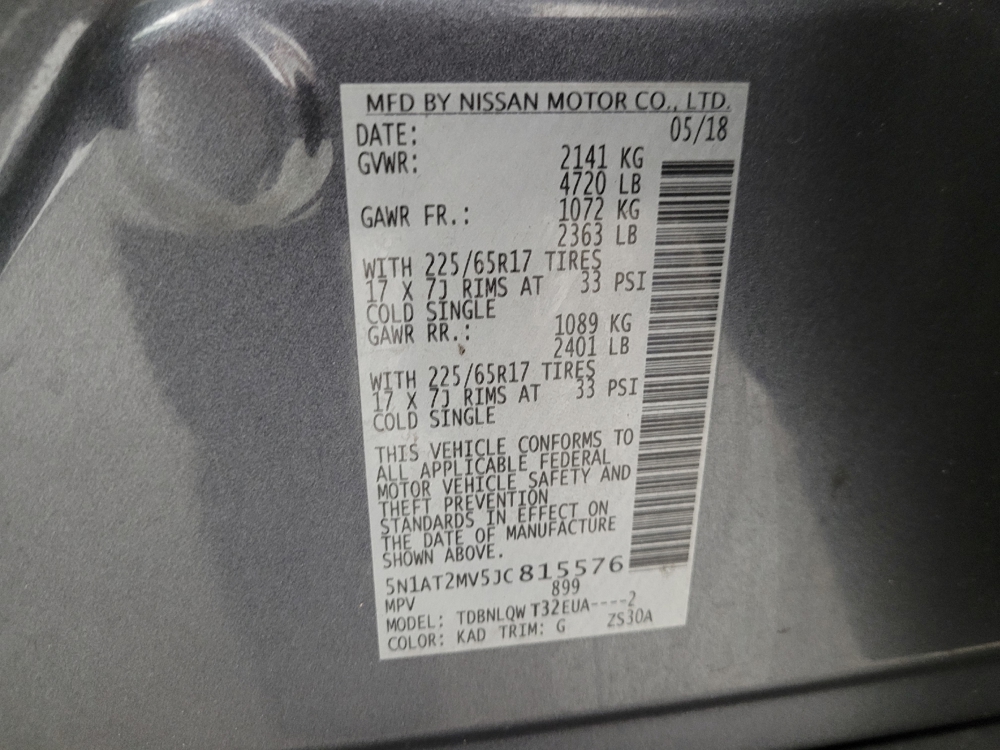 MFD BY NISSAN MOTOR CO., LTD.
DATE: 05/18
GVWR: 2141 KG
4720 LB
GAWR FR.: 1072 KG
2363 LB
WITH 225/65R17 TIRES
17 X 7J RIMS AT 33 PSI
COLD SINGLE
GAWR RR.: 1089 KG
2401 LB
WITH 225/65R17 TIRES
17 X 7J RIMS AT 33 PSI
COLD SINGLE
THIS VEHICLE CONFORMS TO
ALL APPLICABLE FEDERAL
MOTOR VEHICLE SAFETY AND
THEFT PREVENTION
STANDARDS IN EFFECT ON
THE DATE OF MANUFACTURE
SHOWN ABOVE.
5N1AT2MV5JC815576
MPV 899
MODEL: TDBNLQW T32EUA----2
COLOR: KAD TRIM: G ZS30A